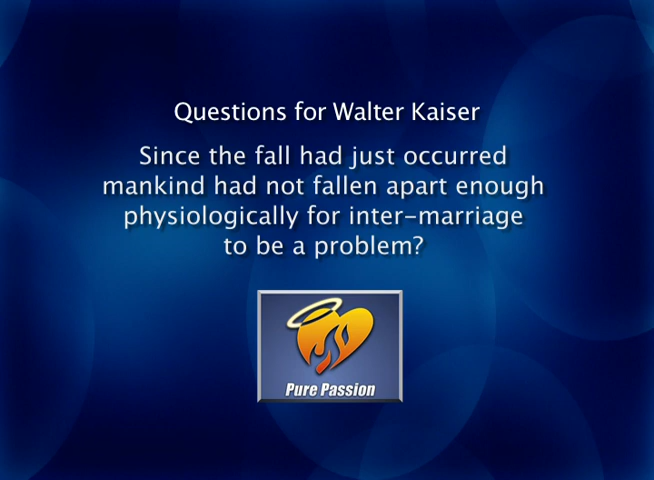 Questions for Walter Kaiser
Since the fall had just occurred
mankind had not fallen apart enough
physiologically for inter-marriage
to be a problem?
Pure Passion